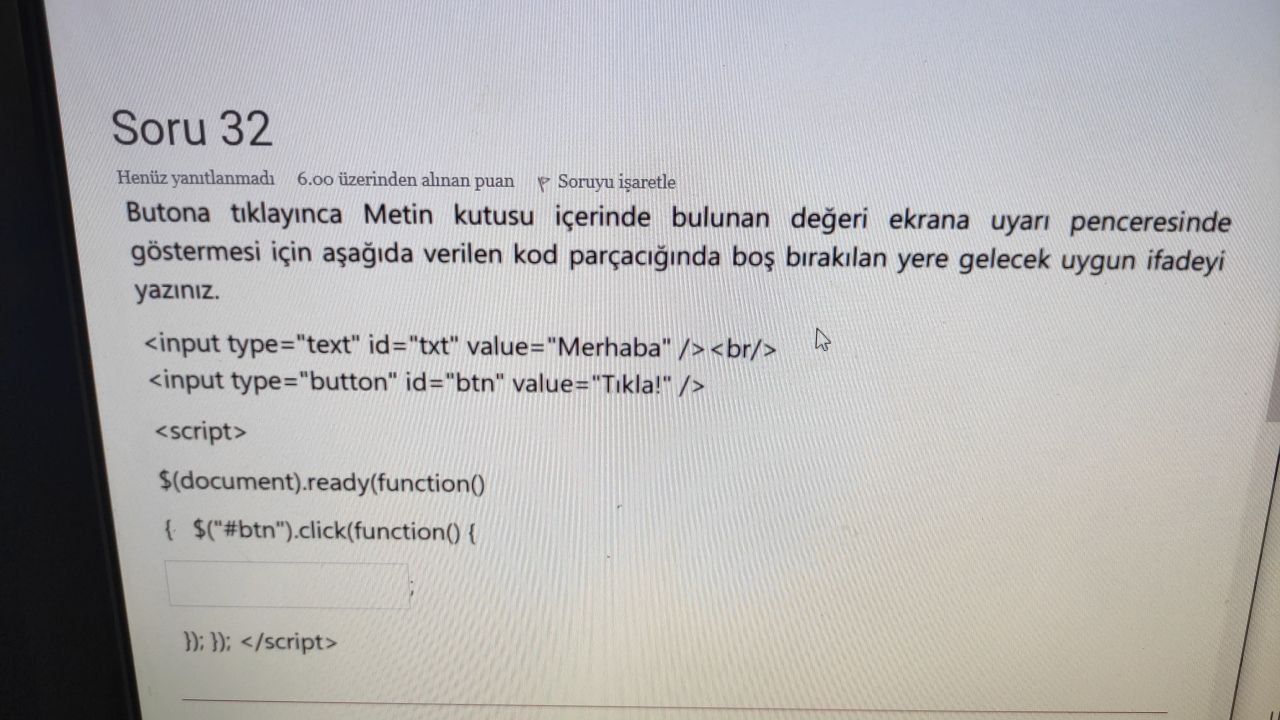 Soru 32
Henüz yanıtlanmadı 6.00 üzerinden alınan puan Soruyu işaretle
Butona tıklayınca Metin kutusu içerinde bulunan değeri ekrana uyarı penceresinde
göstermesi için aşağıda verilen kod parçacığında boş bırakılan yere gelecek uygun ifadeyi
yazınız.
<input type="text" id="txt" value="Merhaba" /><br/>
<input type="button" id="btn" value="Tıkla!" />
<script>
$(document).ready(function()
{ $("#btn").click(function() {
;
}); }); </script>